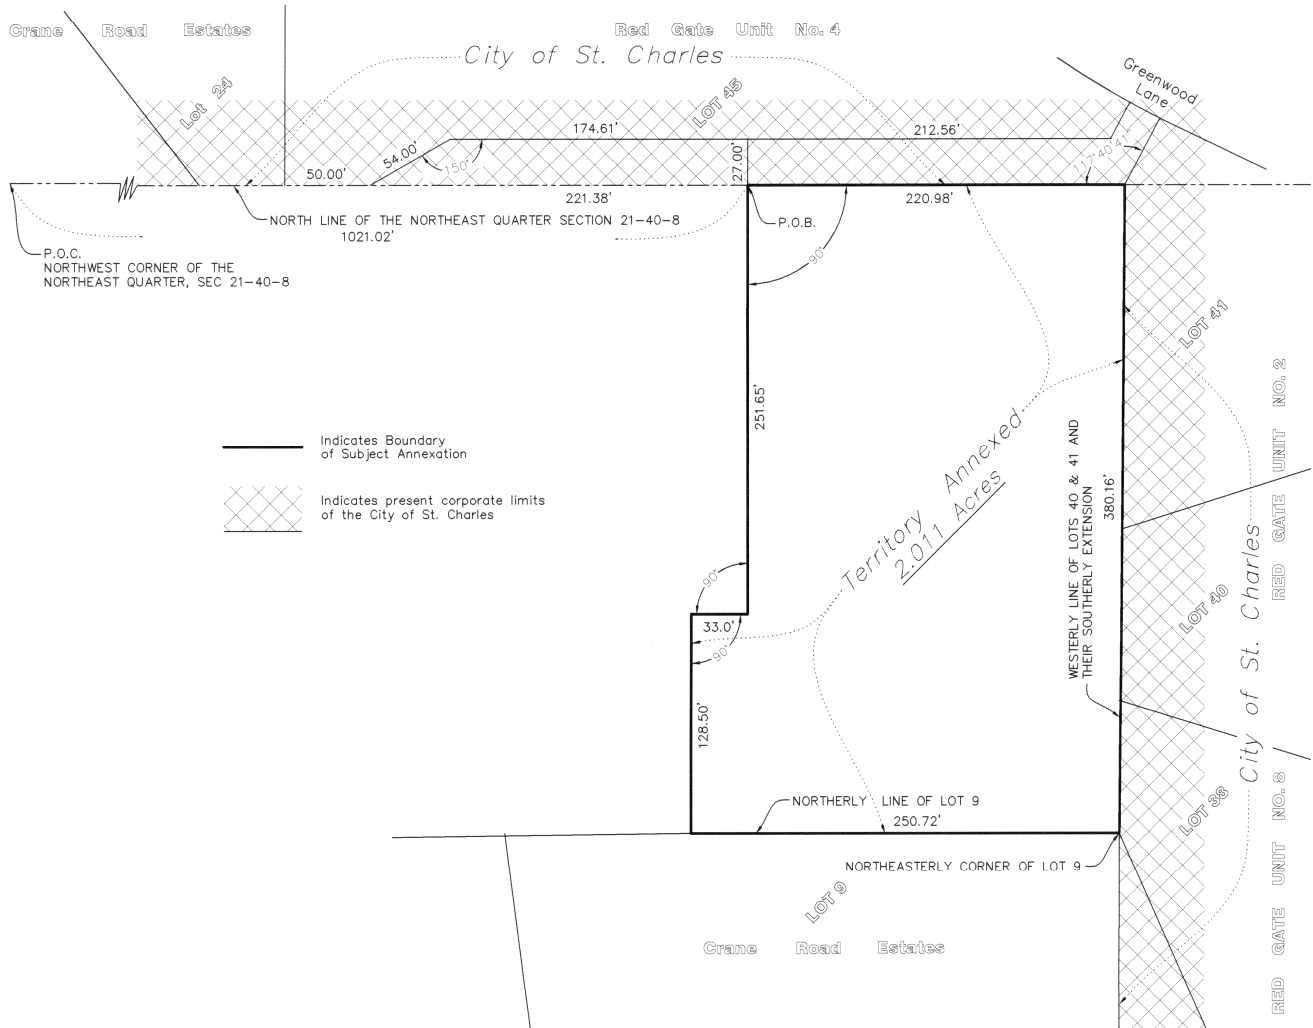 Crane Road Estates
Red Gate Unit No. 4
City of St. Charles
Greenwood
Lane
Lot 24
LOT 45
174.61'
212.56'
54.00'
150°
27.00'
117°40'41"
50.00'
221.38'
220.98'
NORTH LINE OF THE NORTHEAST QUARTER SECTION 21-40-8
1021.02'
P.O.B.
P.O.C.
NORTHWEST CORNER OF THE
NORTHEAST QUARTER, SEC 21-40-8
90°
LOT 41
RED GATE UNIT NO. 2
251.65'
Indicates Boundary
of Subject Annexation
Indicates present corporate limits
of the City of St. Charles
Territory Annexed
2.011 Acres
WESTERLY LINE OF LOTS 40 & 41 AND
THEIR SOUTHERLY EXTENSION
380.16'
90°
33.0'
90°
LOT 40
City of St. Charles
128.50'
NORTHERLY LINE OF LOT 9
250.72'
LOT 38
RED GATE UNIT NO. 8
NORTHEASTERLY CORNER OF LOT 9
LOT 9
Crane Road Estates